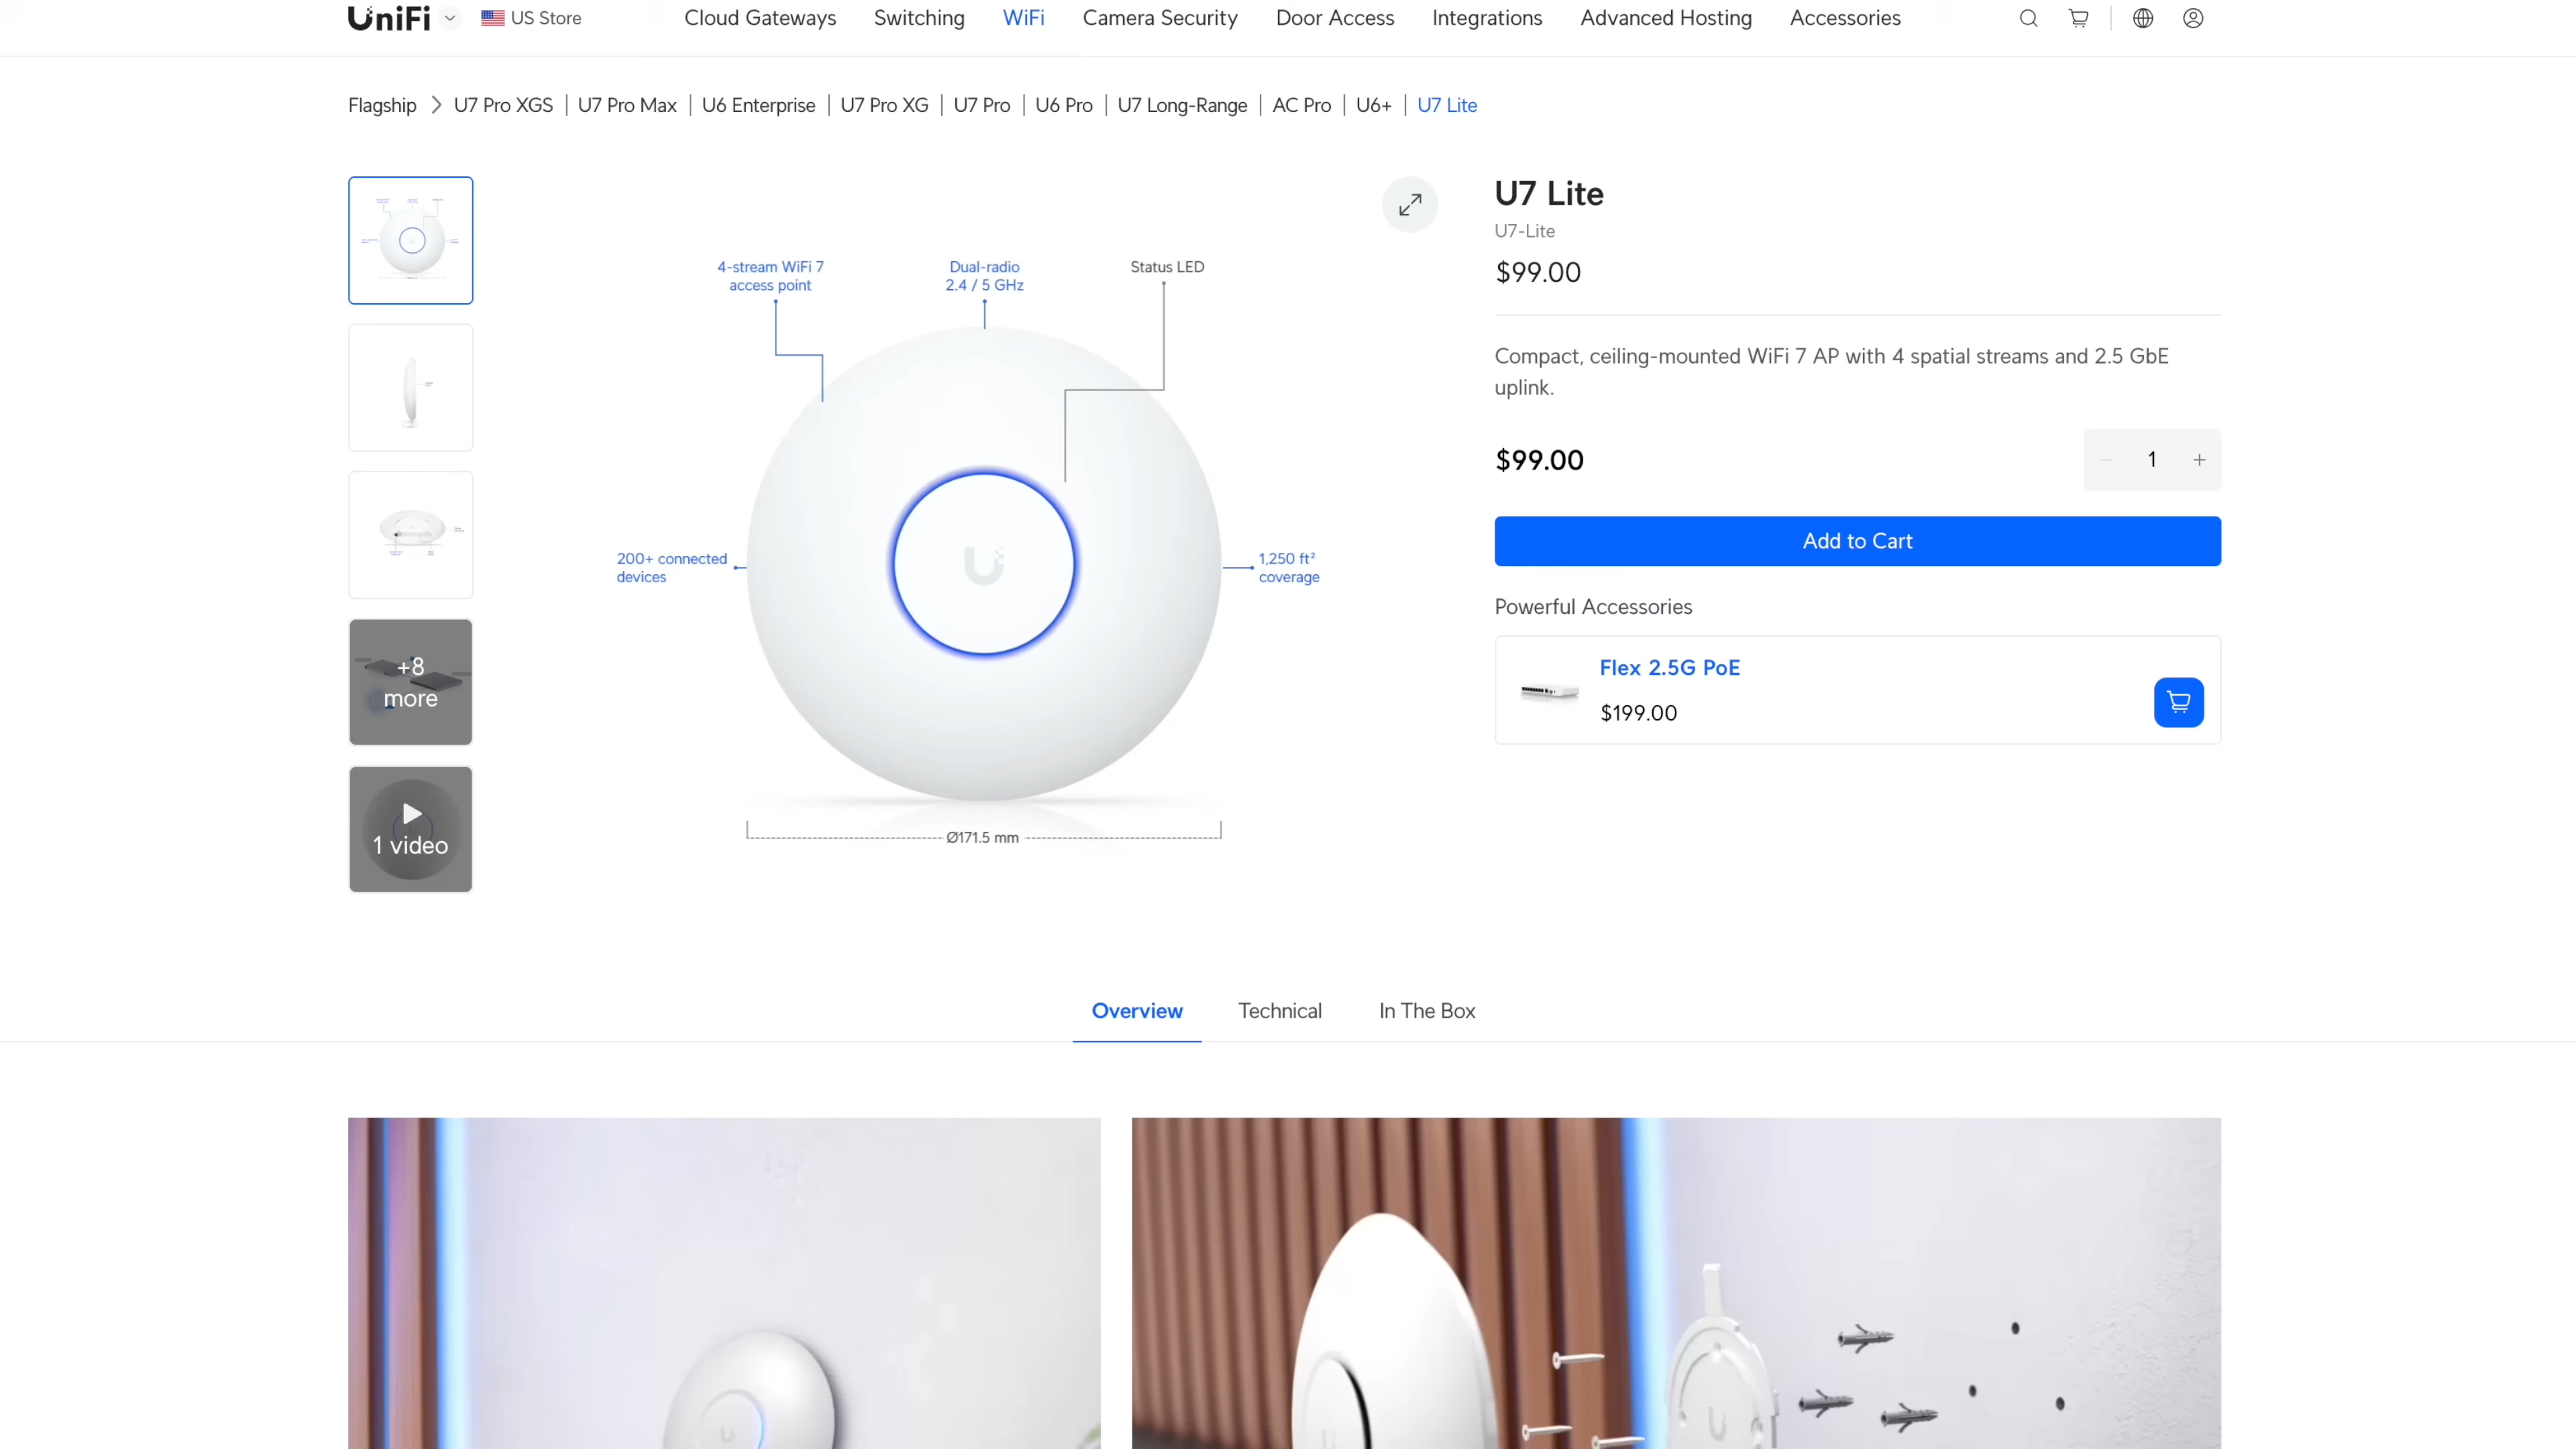 UniFi
US Store
Cloud Gateways
Switching
WiFi
Camera Security
Door Access
Integrations
Advanced Hosting
Accessories
Flagship > U7 Pro XGS | U7 Pro Max | U6 Enterprise | U7 Pro XG | U7 Pro | U6 Pro | U7 Long-Range | AC Pro | U6+ | U7 Lite
+8
more
1 video
4-stream WiFi 7
access point
Dual-radio
2.4 / 5 GHz
Status LED
200+ connected
devices
1,250 ft²
coverage
Ø171.5 mm
U7 Lite
U7-Lite
$99.00
Compact, ceiling-mounted WiFi 7 AP with 4 spatial streams and 2.5 GbE
uplink.
$99.00
1
Add to Cart
Powerful Accessories
Flex 2.5G PoE
$199.00
Overview
Technical
In The Box